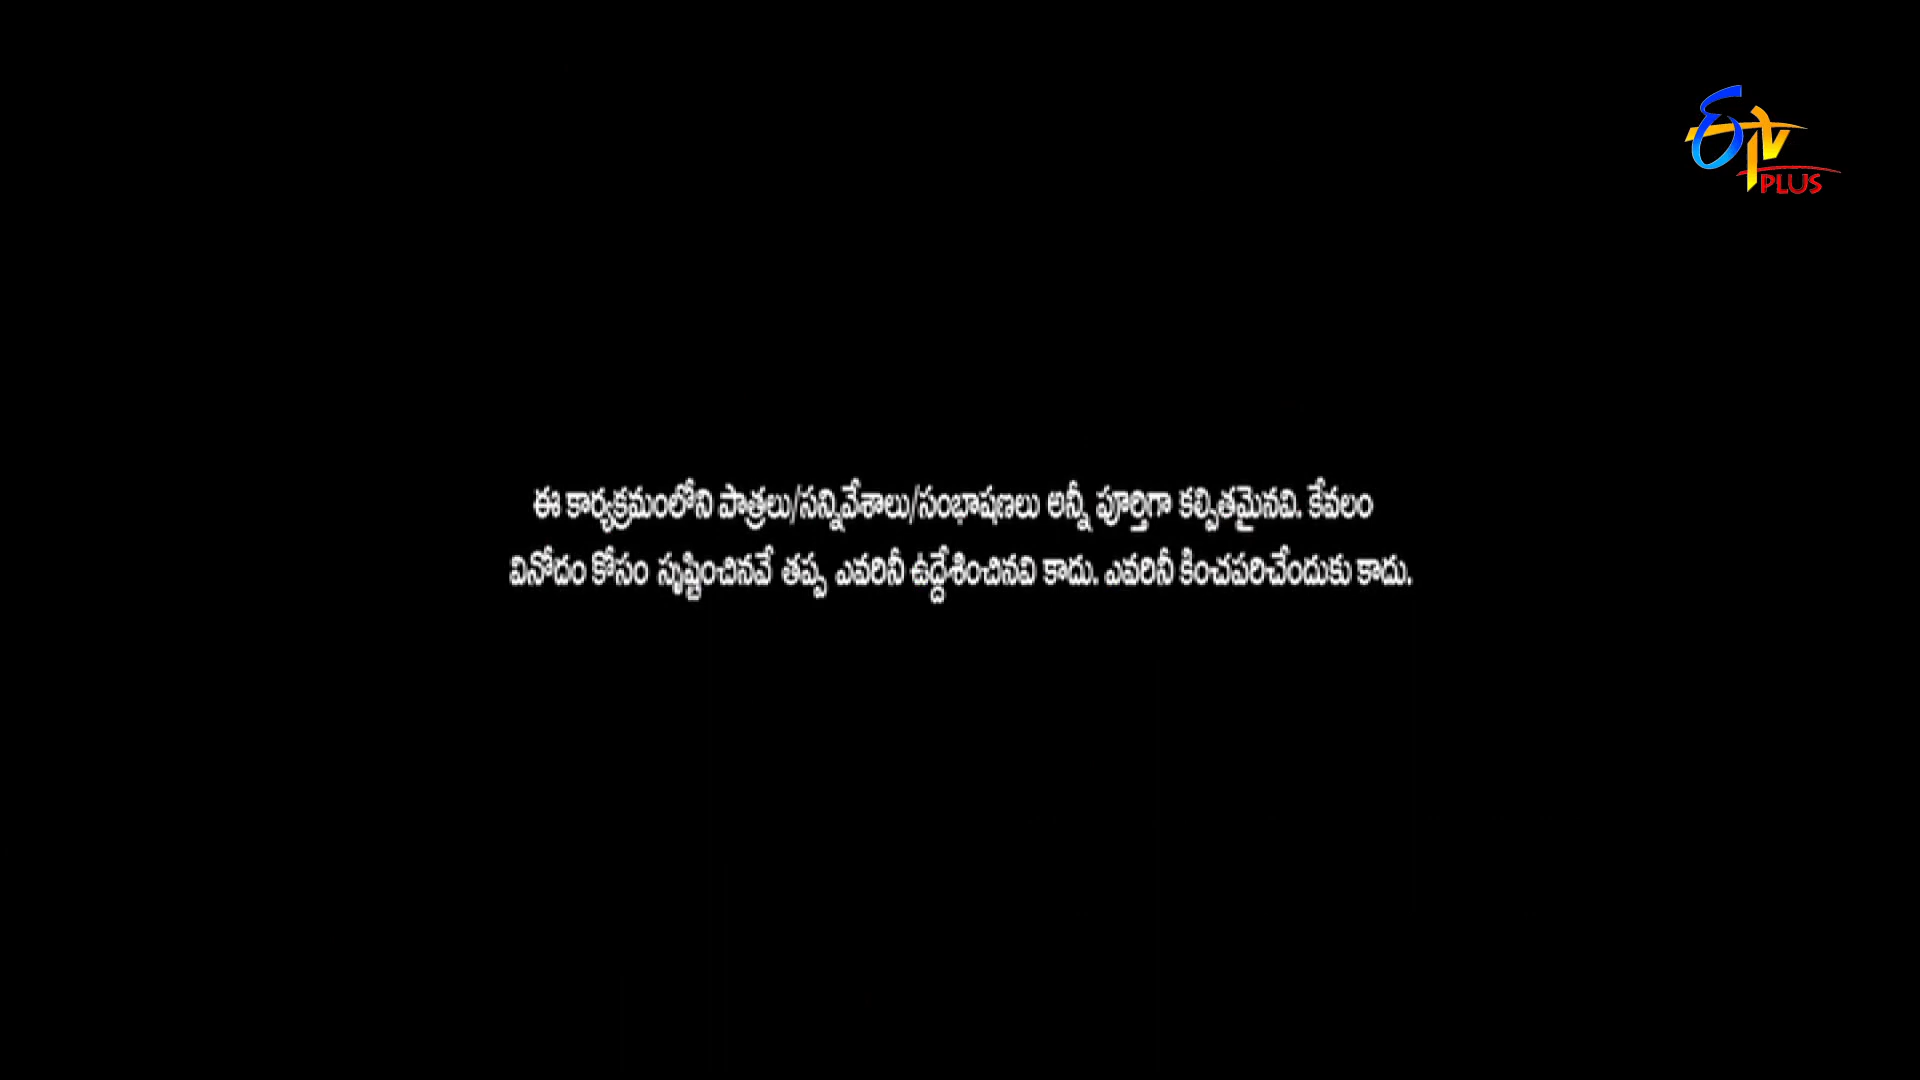 ETV
PLUS
ఈ కార్యక్రమంలోని పాత్రలు/సన్నివేశాలు/సంభాషణలు అన్నీ పూర్తిగా కల్పితమైనవి. కేవలం
వినోదం కోసం సృష్టించినవే తప్ప ఎవరినీ ఉద్దేశించినవి కాదు. ఎవరినీ కించపరిచేందుకు కాదు.